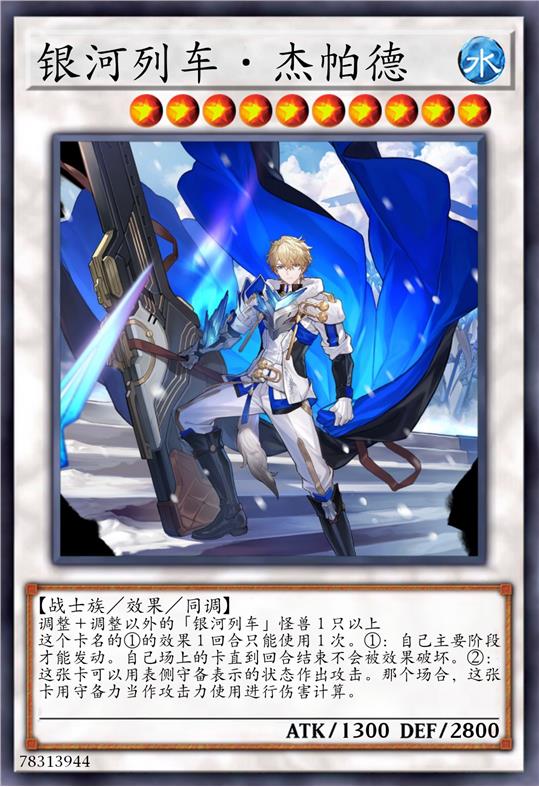 银河列车・杰帕德
水
【战士族／效果／同调】
调整＋调整以外的「银河列车」怪兽１只以上
这个卡名的①的效果１回合只能使用１次。①：自己主要阶段
才能发动。自己场上的卡直到回合结束不会被效果破坏。②：
这张卡可以用表侧守备表示的状态作出攻击。那个场合，这张
卡用守备力当作攻击力使用进行伤害计算。
ATK/1300 DEF/2800
78313944